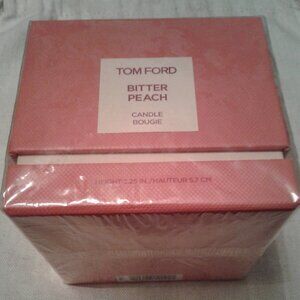 TOM FORD
BITTER
PEACH
CANDLE
BOUGIE
HEIGHT 2.25 IN./HAUTEUR 5.7 CM